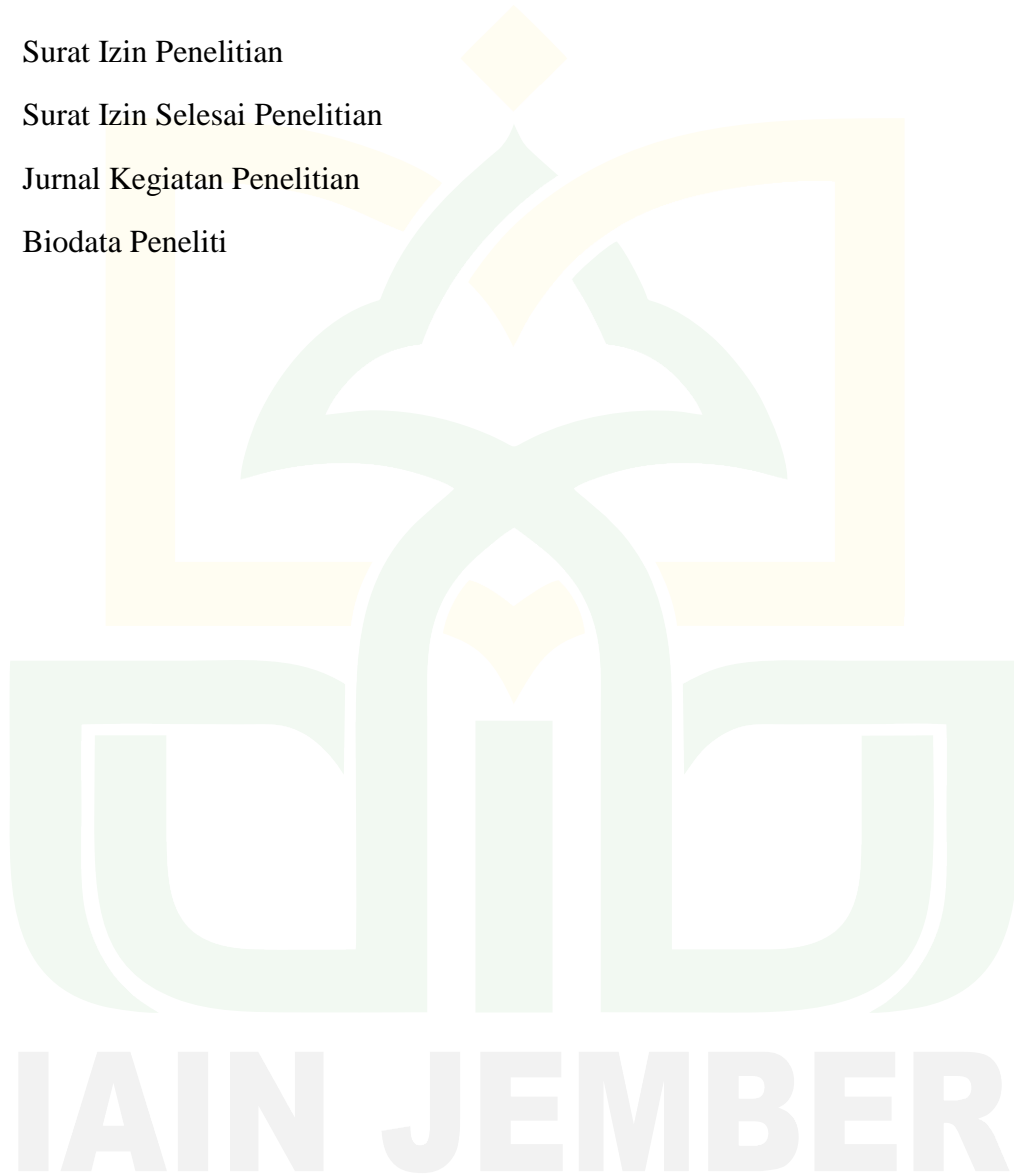 Surat Izin Penelitian
Surat Izin Selesai Penelitian
Jurnal Kegiatan Penelitian
Biodata Peneliti
IAIN JEMBER